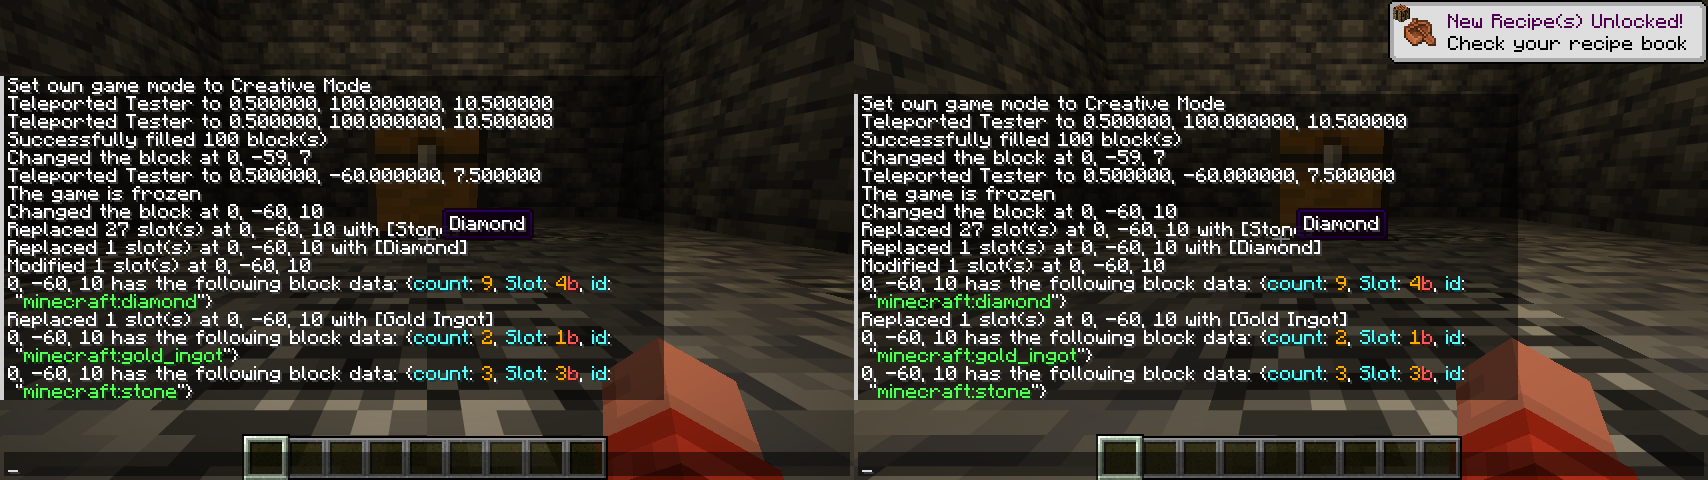 Set own game mode to Creative Mode
Teleported Tester to 0.500000, 100.000000, 10.500000
Teleported Tester to 0.500000, 100.000000, 10.500000
Successfully filled 100 block(s)
Changed the block at 0, -59, 7
Teleported Tester to 0.500000, -60.000000, 7.500000
The game is frozen
Changed the block at 0, -60, 10
Replaced 27 slot(s) at 0, -60, 10 with [Ston
Diamond
Replaced 1 slot(s) at 0, -60, 10 with [Diamond]
Modified 1 slot(s) at 0, -60, 10
0, -60, 10 has the following block data: {count: 9, Slot: 4b, id:
"minecraft:diamond"}
Replaced 1 slot(s) at 0, -60, 10 with [Gold Ingot]
0, -60, 10 has the following block data: {count: 2, Slot: 1b, id:
"minecraft:gold_ingot"}
0, -60, 10 has the following block data: {count: 3, Slot: 3b, id:
"minecraft:stone"}
_
New Recipe(s) Unlocked!
Check your recipe book
Set own game mode to Creative Mode
Teleported Tester to 0.500000, 100.000000, 10.500000
Successfully filled 100 block(s)
Changed the block at 0, -59, 7
Teleported Tester to 0.500000, -60.000000, 7.500000
The game is frozen
Changed the block at 0, -60, 10
Replaced 27 slot(s) at 0, -60, 10 with [Ston
Diamond
Replaced 1 slot(s) at 0, -60, 10 with [Diamond]
Modified 1 slot(s) at 0, -60, 10
0, -60, 10 has the following block data: {count: 9, Slot: 4b, id:
"minecraft:diamond"}
Replaced 1 slot(s) at 0, -60, 10 with [Gold Ingot]
0, -60, 10 has the following block data: {count: 2, Slot: 1b, id:
"minecraft:gold_ingot"}
0, -60, 10 has the following block data: {count: 3, Slot: 3b, id:
"minecraft:stone"}
_